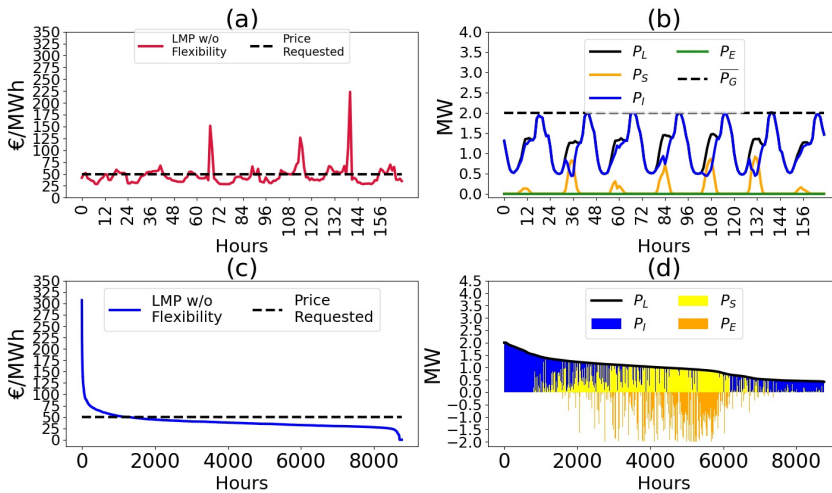 (a)
LMP w/o
Flexibility
Price
Requested
350
325
300
275
250
225
200
175
150
125
100
75
50
25
0
€/MWh
0
12
24
36
48
60
72
84
96
108
120
132
144
156
Hours
(b)
P_L
P_S
P_I
P_E
P_G
4.0
3.5
3.0
2.5
2.0
1.5
1.0
0.5
0.0
MW
0
12
24
36
48
60
72
84
96
108
120
132
144
156
Hours
(c)
LMP w/o
Flexibility
Price
Requested
350
325
300
275
250
225
200
175
150
125
100
75
50
25
0
€/MWh
0 2000 4000 6000 8000
Hours
(d)
P_L
P_I
P_S
P_E
4.5
4.0
3.5
3.0
2.5
2.0
1.5
1.0
0.5
0.0
−0.5
−1.0
−1.5
−2.0
MW
0 2000 4000 6000 8000
Hours